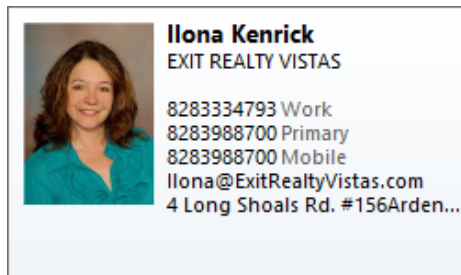 Ilona Kenrick
EXIT REALTY VISTAS
8283334793 Work
8283988700 Primary
8283988700 Mobile
Ilona@ExitRealtyVistas.com
4 Long Shoals Rd. #156Arden...